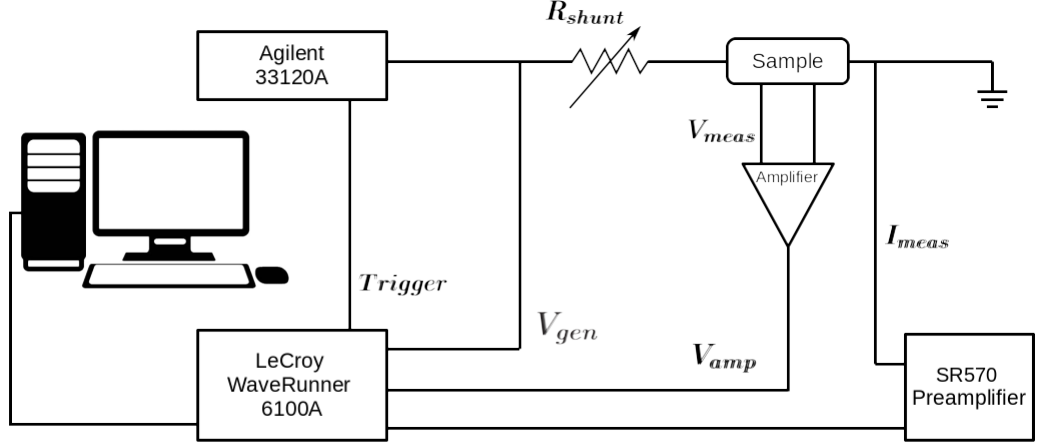 R_shunt
Agilent
33120A
Sample
V_meas
Amplifier
I_meas
Trigger
V_gen
V_amp
LeCroy
WaveRunner
6100A
SR570
Preamplifier